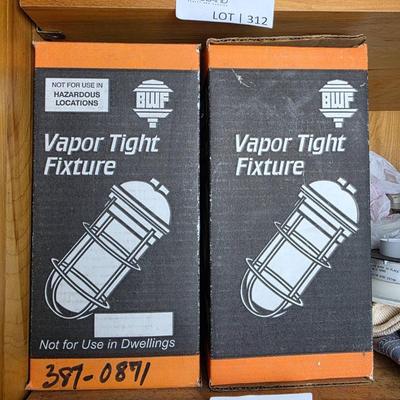 LOT | 312
NOT FOR USE IN
HAZARDOUS
LOCATIONS
BWF
Vapor Tight
Fixture
Not for Use in Dwellings
387-0871
BWF
Vapor Tight
Fixture